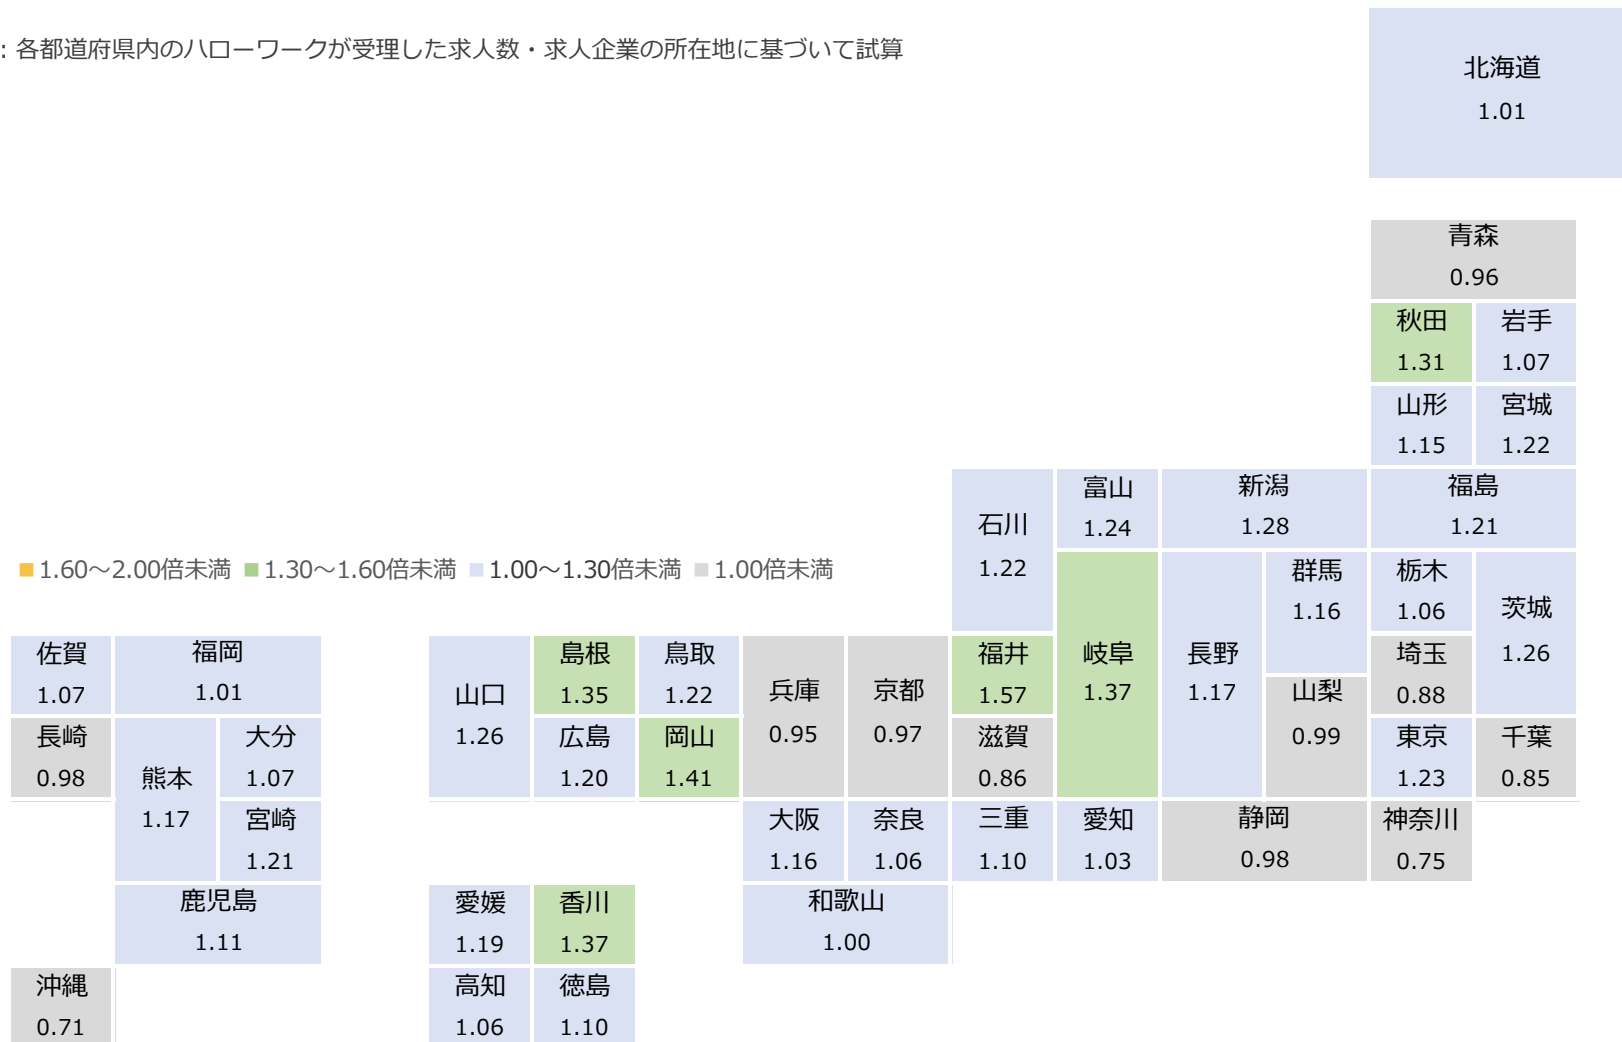 : 各都道府県内のハローワークが受理した求人数・求人企業の所在地に基づいて試算
北海道
1.01
青森
0.96
秋田 岩手
1.31 1.07
山形 宮城
1.15 1.22
石川
1.22
富山 新潟 福島
1.24 1.28 1.21
■1.60～2.00倍未満 ■1.30～1.60倍未満 ■1.00～1.30倍未満 ■1.00倍未満
群馬 栃木
1.16 1.06
茨城
1.26
佐賀 福岡
1.07 1.01
山口
1.26
島根 鳥取
1.35 1.22
兵庫 京都
0.95 0.97
福井
1.57
岐阜 長野
1.37 1.17
山梨
0.99
埼玉
0.88
長崎
0.98
熊本
1.17
大分
1.07
広島 岡山
1.20 1.41
滋賀
0.86
東京 千葉
1.23 0.85
宮崎
1.21
大阪 奈良 三重 愛知 静岡 神奈川
1.16 1.06 1.10 1.03 0.98 0.75
鹿児島
1.11
愛媛 香川
1.19 1.37
和歌山
1.00
沖縄
0.71
高知 徳島
1.06 1.10